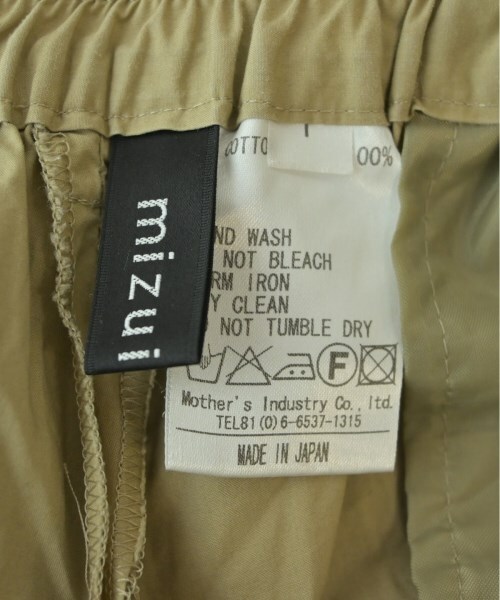 mizuiro
COTTO 00%
ND WASH
NOT BLEACH
RM IRON
Y CLEAN
NOT TUMBLE DRY
F
Mother's Industry Co., ltd.
TEL81(0)6-6537-1315
MADE IN JAPAN